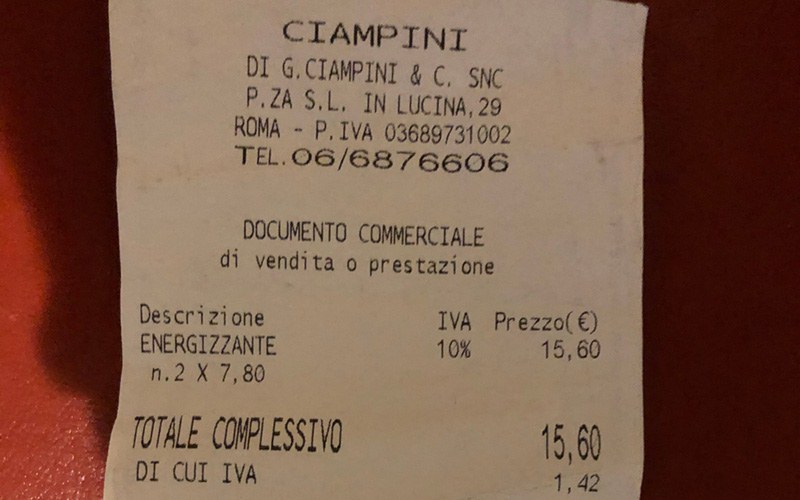 CIAMPINI
DI G.CIAMPINI & C. SNC
P.ZA S.L. IN LUCINA,29
ROMA - P.IVA 03689731002
TEL.06/6876606
DOCUMENTO COMMERCIALE
di vendita o prestazione
Descrizione IVA Prezzo(€)
ENERGIZZANTE 10% 15,60
n.2 X 7,80
TOTALE COMPLESSIVO 15,60
DI CUI IVA 1,42